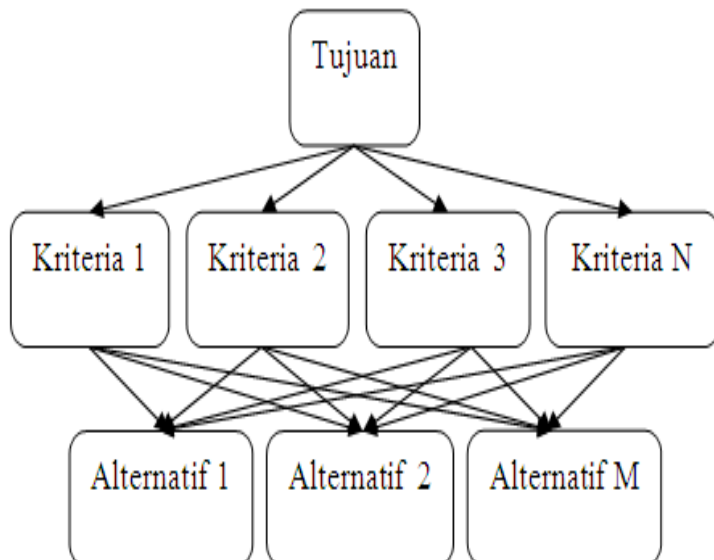 Tujuan
Kriteria 1
Kriteria 2
Kriteria 3
Kriteria N
Alternatif 1
Alternatif 2
Alternatif M